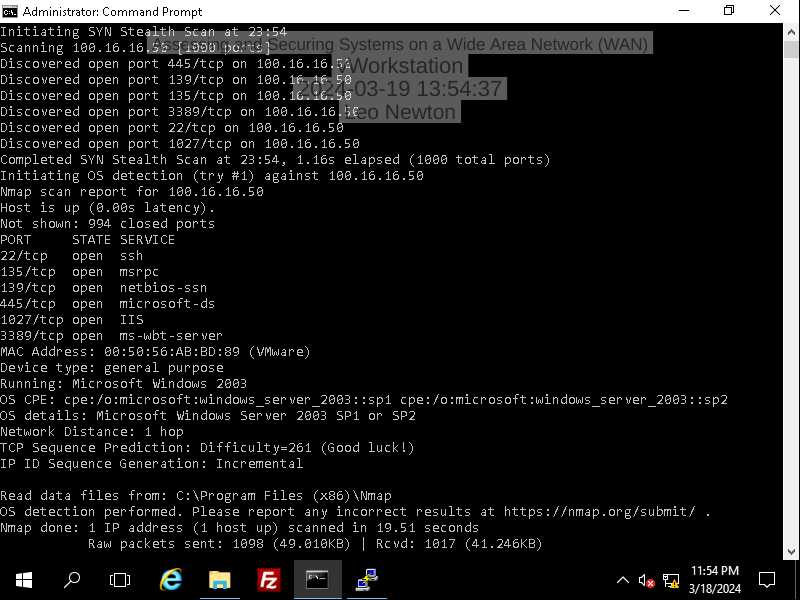 Administrator: Command Prompt
Initiating SYN Stealth Scan at 23:54
Scanning 100.16.16.50 [1000 ports]
Assessing and Securing Systems on a Wide Area Network (WAN)
Discovered open port 445/tcp on 100.16.16.50
Workstation
Discovered open port 139/tcp on 100.16.16.50
2024-03-19 13:54:37
Discovered open port 135/tcp on 100.16.16.50
Discovered open port 3389/tcp on 100.16.16.50
Leo Newton
Discovered open port 22/tcp on 100.16.16.50
Discovered open port 1027/tcp on 100.16.16.50
Completed SYN Stealth Scan at 23:54, 1.16s elapsed (1000 total ports)
Initiating OS detection (try #1) against 100.16.16.50
Nmap scan report for 100.16.16.50
Host is up (0.00s latency).
Not shown: 994 closed ports
PORT STATE SERVICE
22/tcp open ssh
135/tcp open msrpc
139/tcp open netbios-ssn
445/tcp open microsoft-ds
1027/tcp open IIS
3389/tcp open ms-wbt-server
MAC Address: 00:50:56:AB:BD:89 (VMware)
Device type: general purpose
Running: Microsoft Windows 2003
OS CPE: cpe:/o:microsoft:windows_server_2003::sp1 cpe:/o:microsoft:windows_server_2003::sp2
OS details: Microsoft Windows Server 2003 SP1 or SP2
Network Distance: 1 hop
TCP Sequence Prediction: Difficulty=261 (Good luck!)
IP ID Sequence Generation: Incremental
Read data files from: C:\Program Files (x86)\Nmap
OS detection performed. Please report any incorrect results at https://nmap.org/submit/ .
Nmap done: 1 IP address (1 host up) scanned in 19.51 seconds
Raw packets sent: 1098 (49.010KB) | Rcvd: 1017 (41.246KB)
11:54 PM
3/18/2024